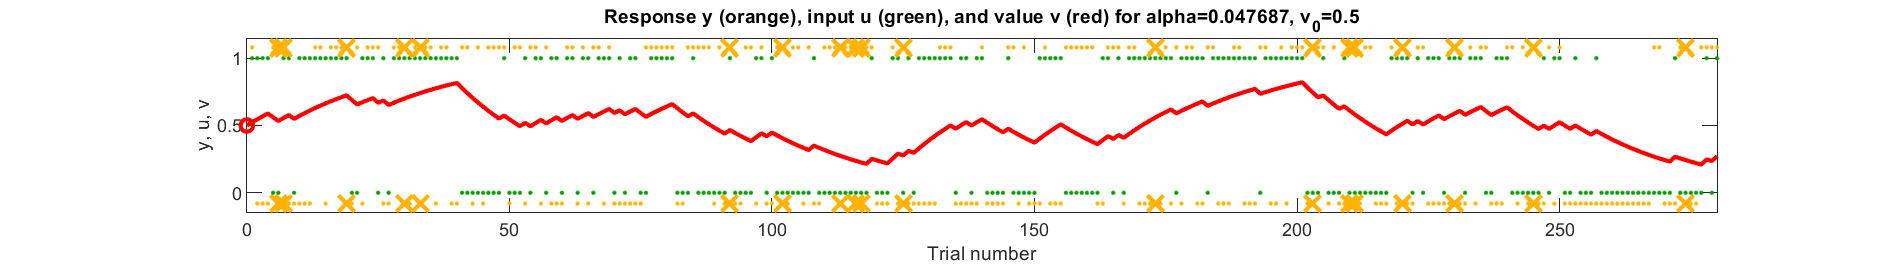 Response y (orange), input u (green), and value v (red) for alpha=0.047687, v0=0.5
y, u, v
1
0.5
0
0 50 100 150 200 250
Trial number